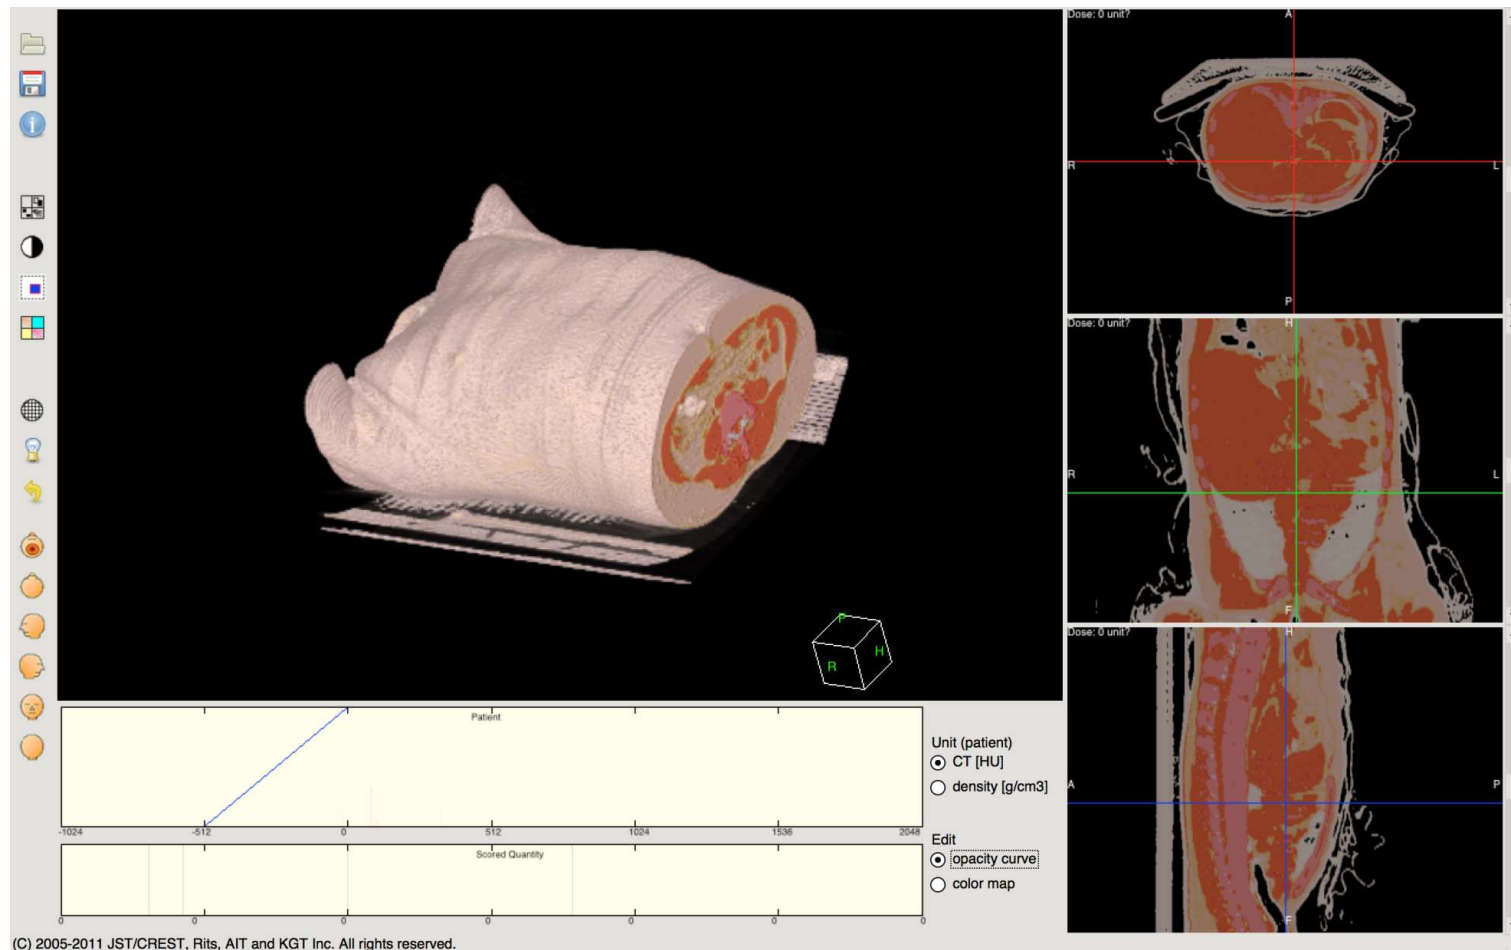 Dose: 0 unit?
A
R
L
P
Dose: 0 unit?
H
R
L
F
Dose: 0 unit?
H
A
P
F
P
R
H
Patient
-1024 -512 0 512 1024 1536 2048
Unit (patient)
CT [HU]
density [g/cm3]
Scored Quantity
0 0 0 0 0 0 0
Edit
opacity curve
color map
(C) 2005-2011 JST/CREST, Rits, AIT and KGT Inc. All rights reserved.